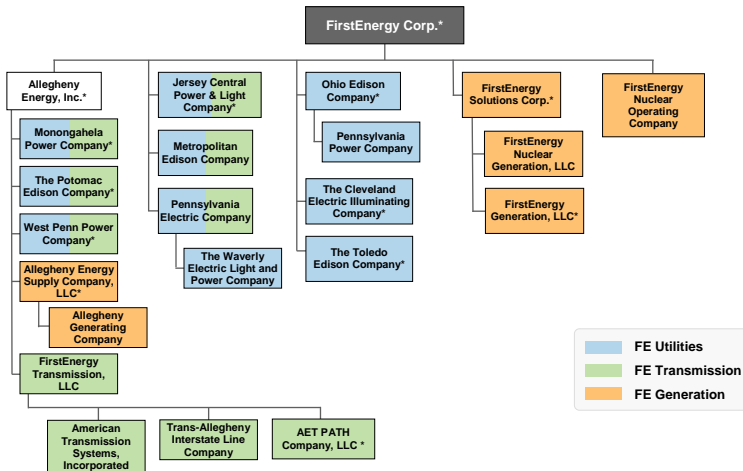 FirstEnergy Corp.*
Allegheny
Energy, Inc.*
Monongahela
Power Company*
The Potomac
Edison Company*
West Penn Power
Company*
Allegheny Energy
Supply Company,
LLC*
Allegheny
Generating
Company
FirstEnergy
Transmission,
LLC
American
Transmission
Systems,
Incorporated
Trans-Allegheny
Interstate Line
Company
AET PATH
Company, LLC *
Jersey Central
Power & Light
Company*
Metropolitan
Edison Company
Pennsylvania
Electric Company
The Waverly
Electric Light and
Power Company
Ohio Edison
Company*
Pennsylvania
Power Company
The Cleveland
Electric Illuminating
Company*
The Toledo
Edison Company*
FirstEnergy
Solutions Corp.*
FirstEnergy
Nuclear
Generation, LLC
FirstEnergy
Generation, LLC*
FirstEnergy
Nuclear
Operating
Company
FE Utilities
FE Transmission
FE Generation